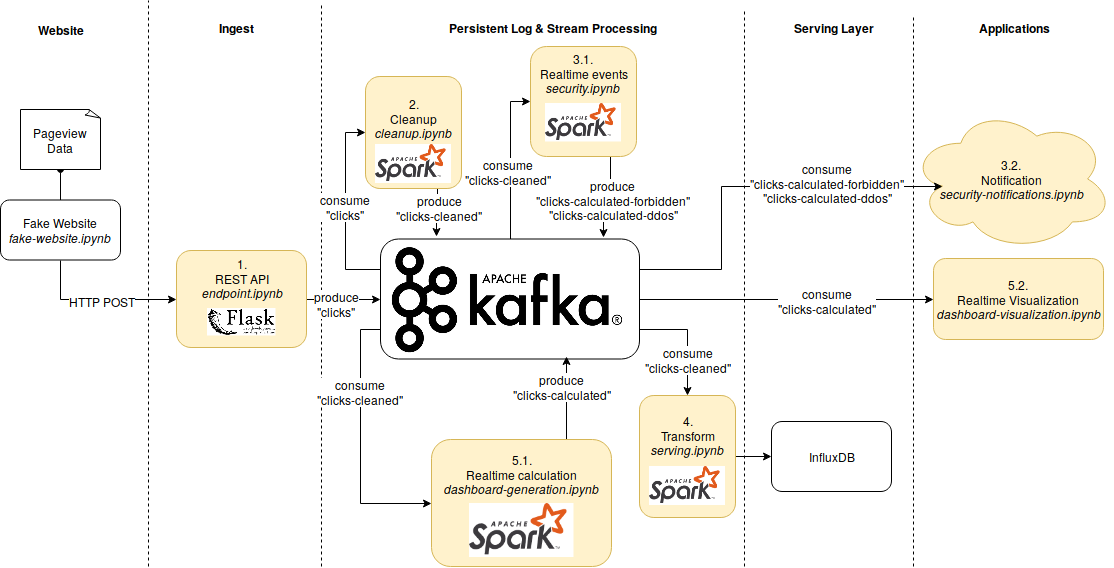 Website
Ingest
Persistent Log & Stream Processing
Serving Layer
Applications
Pageview
Data
Fake Website
fake-website.ipynb
HTTP POST
1.
REST API
endpoint.ipynb
Flask
produce
"clicks"
2.
Cleanup
cleanup.ipynb
APACHE
Spark
consume
"clicks"
produce
"clicks-cleaned"
3.1.
Realtime events
security.ipynb
APACHE
Spark
consume
"clicks-cleaned"
produce
"clicks-calculated-forbidden"
"clicks-calculated-ddos"
APACHE
kafka®
consume
"clicks-calculated-forbidden"
"clicks-calculated-ddos"
3.2.
Notification
security-notifications.ipynb
consume
"clicks-calculated"
5.2.
Realtime Visualization
dashboard-visualization.ipynb
consume
"clicks-cleaned"
produce
"clicks-calculated"
5.1.
Realtime calculation
dashboard-generation.ipynb
APACHE
Spark
consume
"clicks-cleaned"
4.
Transform
serving.ipynb
APACHE
Spark
InfluxDB